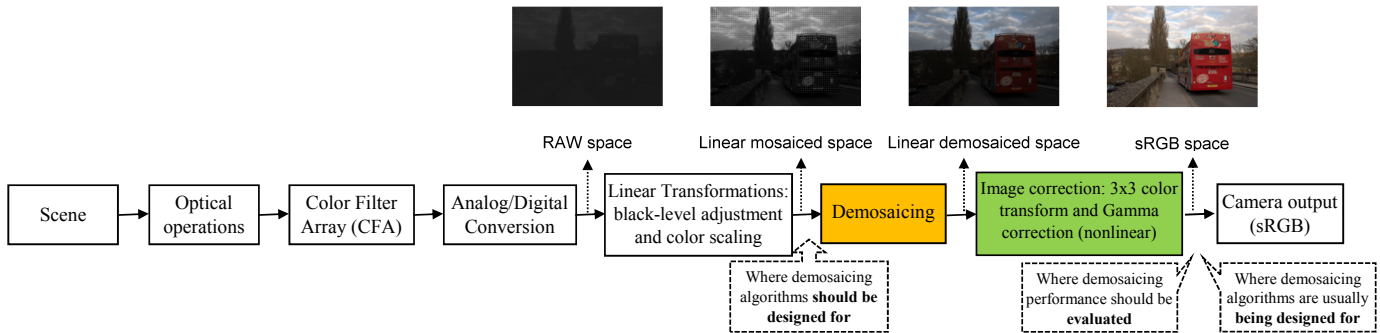 RAW space
Linear mosaiced space
Linear demosaiced space
sRGB space
Scene
Optical
operations
Color Filter
Array (CFA)
Analog/Digital
Conversion
Linear Transformations:
black-level adjustment
and color scaling
Demosaicing
Image correction: 3x3 color
transform and Gamma
correction (nonlinear)
Camera output
(sRGB)
Where demosaicing
algorithms should be
designed for
Where demosaicing
performance should be
evaluated
Where demosaicing
algorithms are usually
being designed for